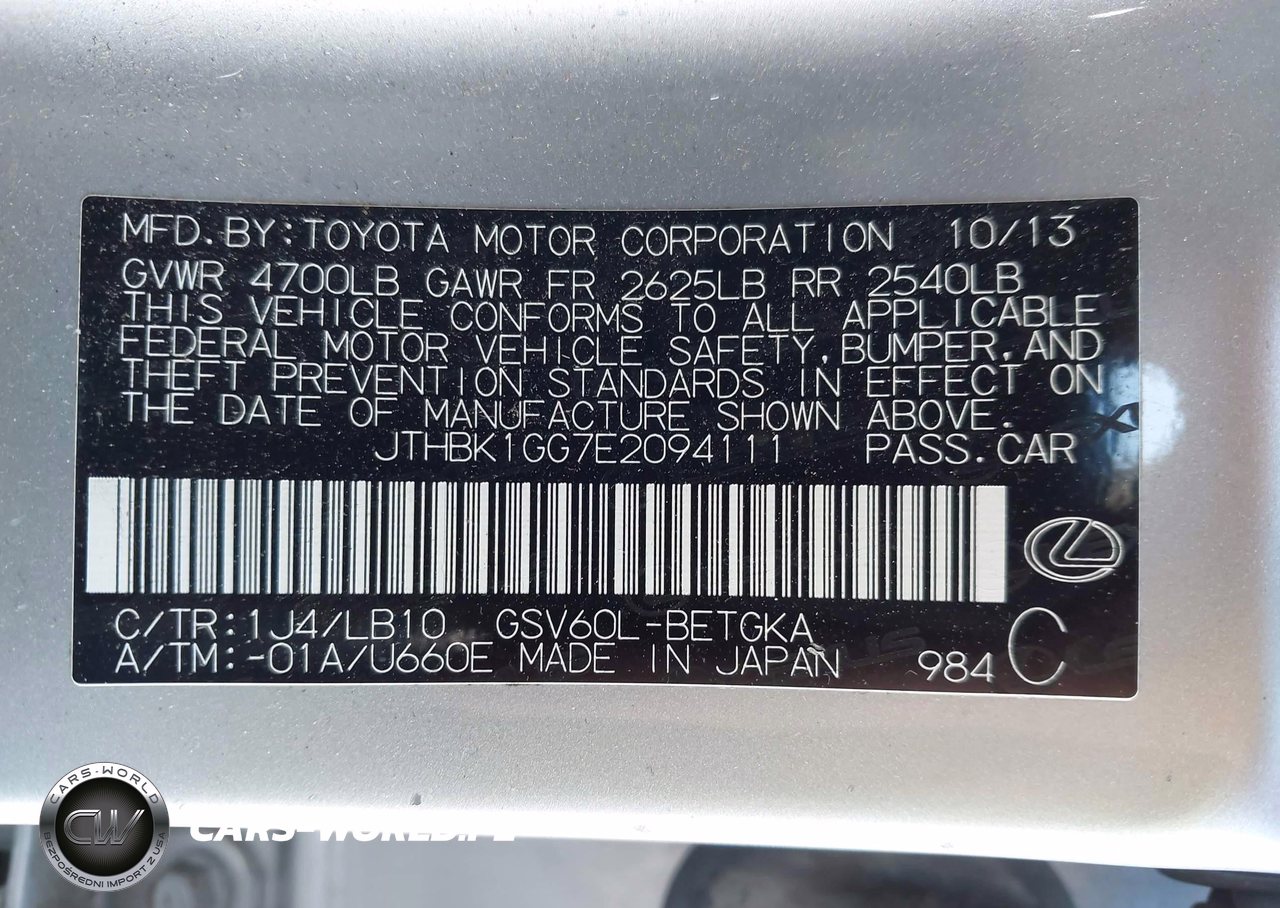 MFD.BY:TOYOTA MOTOR CORPORATION 10/13
GVWR 4700LB GAWR FR 2625LB RR 2540LB
THIS VEHICLE CONFORMS TO ALL APPLICABLE
FEDERAL MOTOR VEHICLE SAFETY,BUMPER,AND
THEFT PREVENTION STANDARDS IN EFFECT ON
THE DATE OF MANUFACTURE SHOWN ABOVE.
JTHBK1GG7E2094111 PASS.CAR
C/TR:1J4/LB10 GSV60L-BETGKA
A/TM:-01A/U660E MADE IN JAPAN 984 C
CARS-WORLD
CW
BEZPOŚREDNI IMPORT Z USA
CARS-WORLD.PL